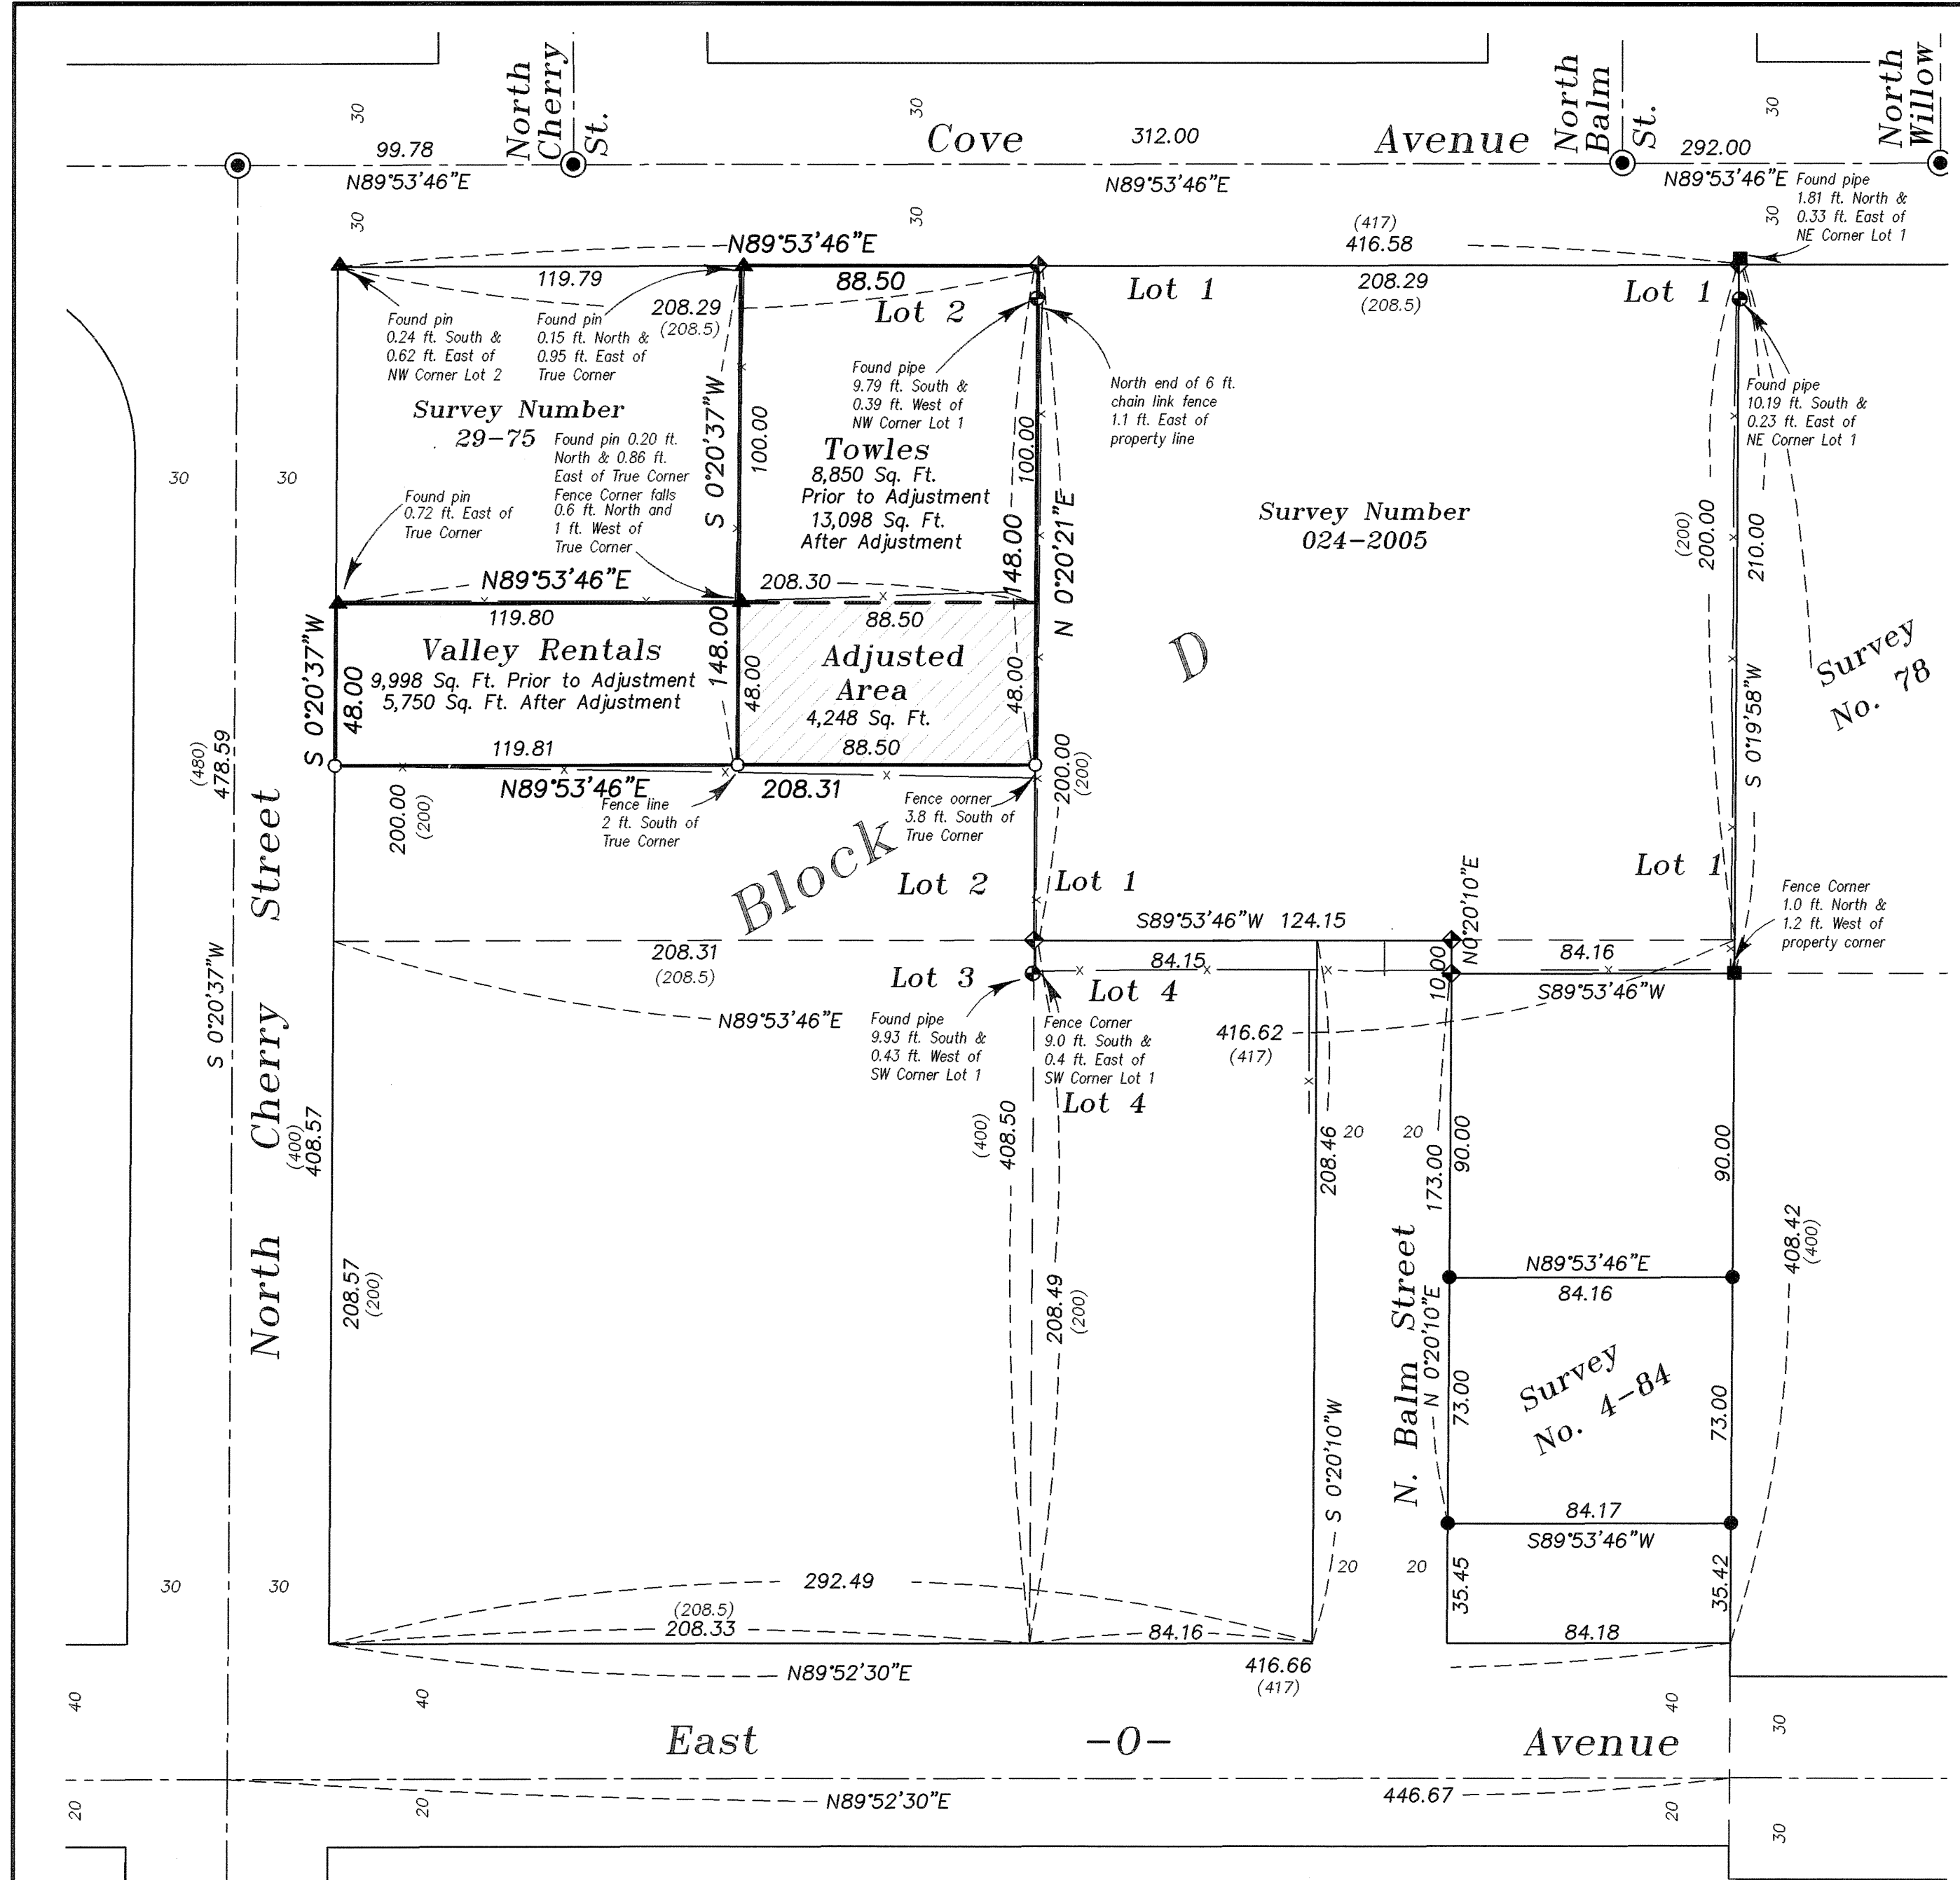 North
Cherry
St.
North
Balm
St.
North
Willow
30
30
30
99.78
Cove
312.00
Avenue
292.00
N89°53'46"E
N89°53'46"E
N89°53'46"E
30
30
30
Found pipe
1.81 ft. North &
0.33 ft. East of
NE Corner Lot 1
N89°53'46"E
(417)
416.58
119.79
88.50
208.29
(208.5)
Lot 2
Lot 1
208.29
(208.5)
Lot 1
Found pin
0.24 ft. South &
0.62 ft. East of
NW Corner Lot 2
Found pin
0.15 ft. North &
0.95 ft. East of
True Corner
Found pipe
9.79 ft. South &
0.39 ft. West of
NW Corner Lot 1
North end of 6 ft.
chain link fence
1.1 ft. East of
property line
Found pipe
10.19 ft. South &
0.23 ft. East of
NE Corner Lot 1
Survey Number
29-75
Found pin 0.20 ft.
North & 0.86 ft.
East of True Corner
Fence Corner falls
0.6 ft. North and
1 ft. West of
True Corner
S 0°20'37"W
100.00
Towles
8,850 Sq. Ft.
Prior to Adjustment
13,098 Sq. Ft.
After Adjustment
100.00
148.00
N 0°20'21"E
Survey Number
024-2005
(200)
200.00
210.00
30
30
Found pin
0.72 ft. East of
True Corner
N89°53'46"E
208.30
119.80
88.50
S 0°20'37"W
48.00
Valley Rentals
9,998 Sq. Ft. Prior to Adjustment
5,750 Sq. Ft. After Adjustment
148.00
48.00
Adjusted
Area
4,248 Sq. Ft.
48.00
D
Survey
No. 78
S 0°19'58"W
119.81
88.50
N89°53'46"E
208.31
(480)
478.59
200.00
(200)
Fence line
2 ft. South of
True Corner
Fence oorner
3.8 ft. South of
True Corner
200.00
(200)
Block
Lot 2
Lot 1
Lot 1
North Cherry Street
S 0°20'37"W
S89°53'46"W 124.15
N0°20'10"E
Fence Corner
1.0 ft. North &
1.2 ft. West of
property corner
208.31
(208.5)
84.15
10.00
84.16
Lot 3
Lot 4
S89°53'46"W
N89°53'46"E
Found pipe
9.93 ft. South &
0.43 ft. West of
SW Corner Lot 1
Fence Corner
9.0 ft. South &
0.4 ft. East of
SW Corner Lot 1
416.62
(417)
Lot 4
(400)
408.57
(400)
408.50
208.46
20
20
173.00
90.00
90.00
408.42
(400)
208.57
(200)
208.49
(200)
N. Balm Street
N 0°20'10"E
N89°53'46"E
84.16
73.00
Survey
No. 4-84
73.00
S 0°20'10"W
84.17
S89°53'46"W
30
30
292.49
20
20
35.45
35.42
(208.5)
208.33
84.16
84.18
N89°52'30"E
416.66
(417)
40
40
40
30
East -O- Avenue
20
20
N89°52'30"E
446.67
20
30